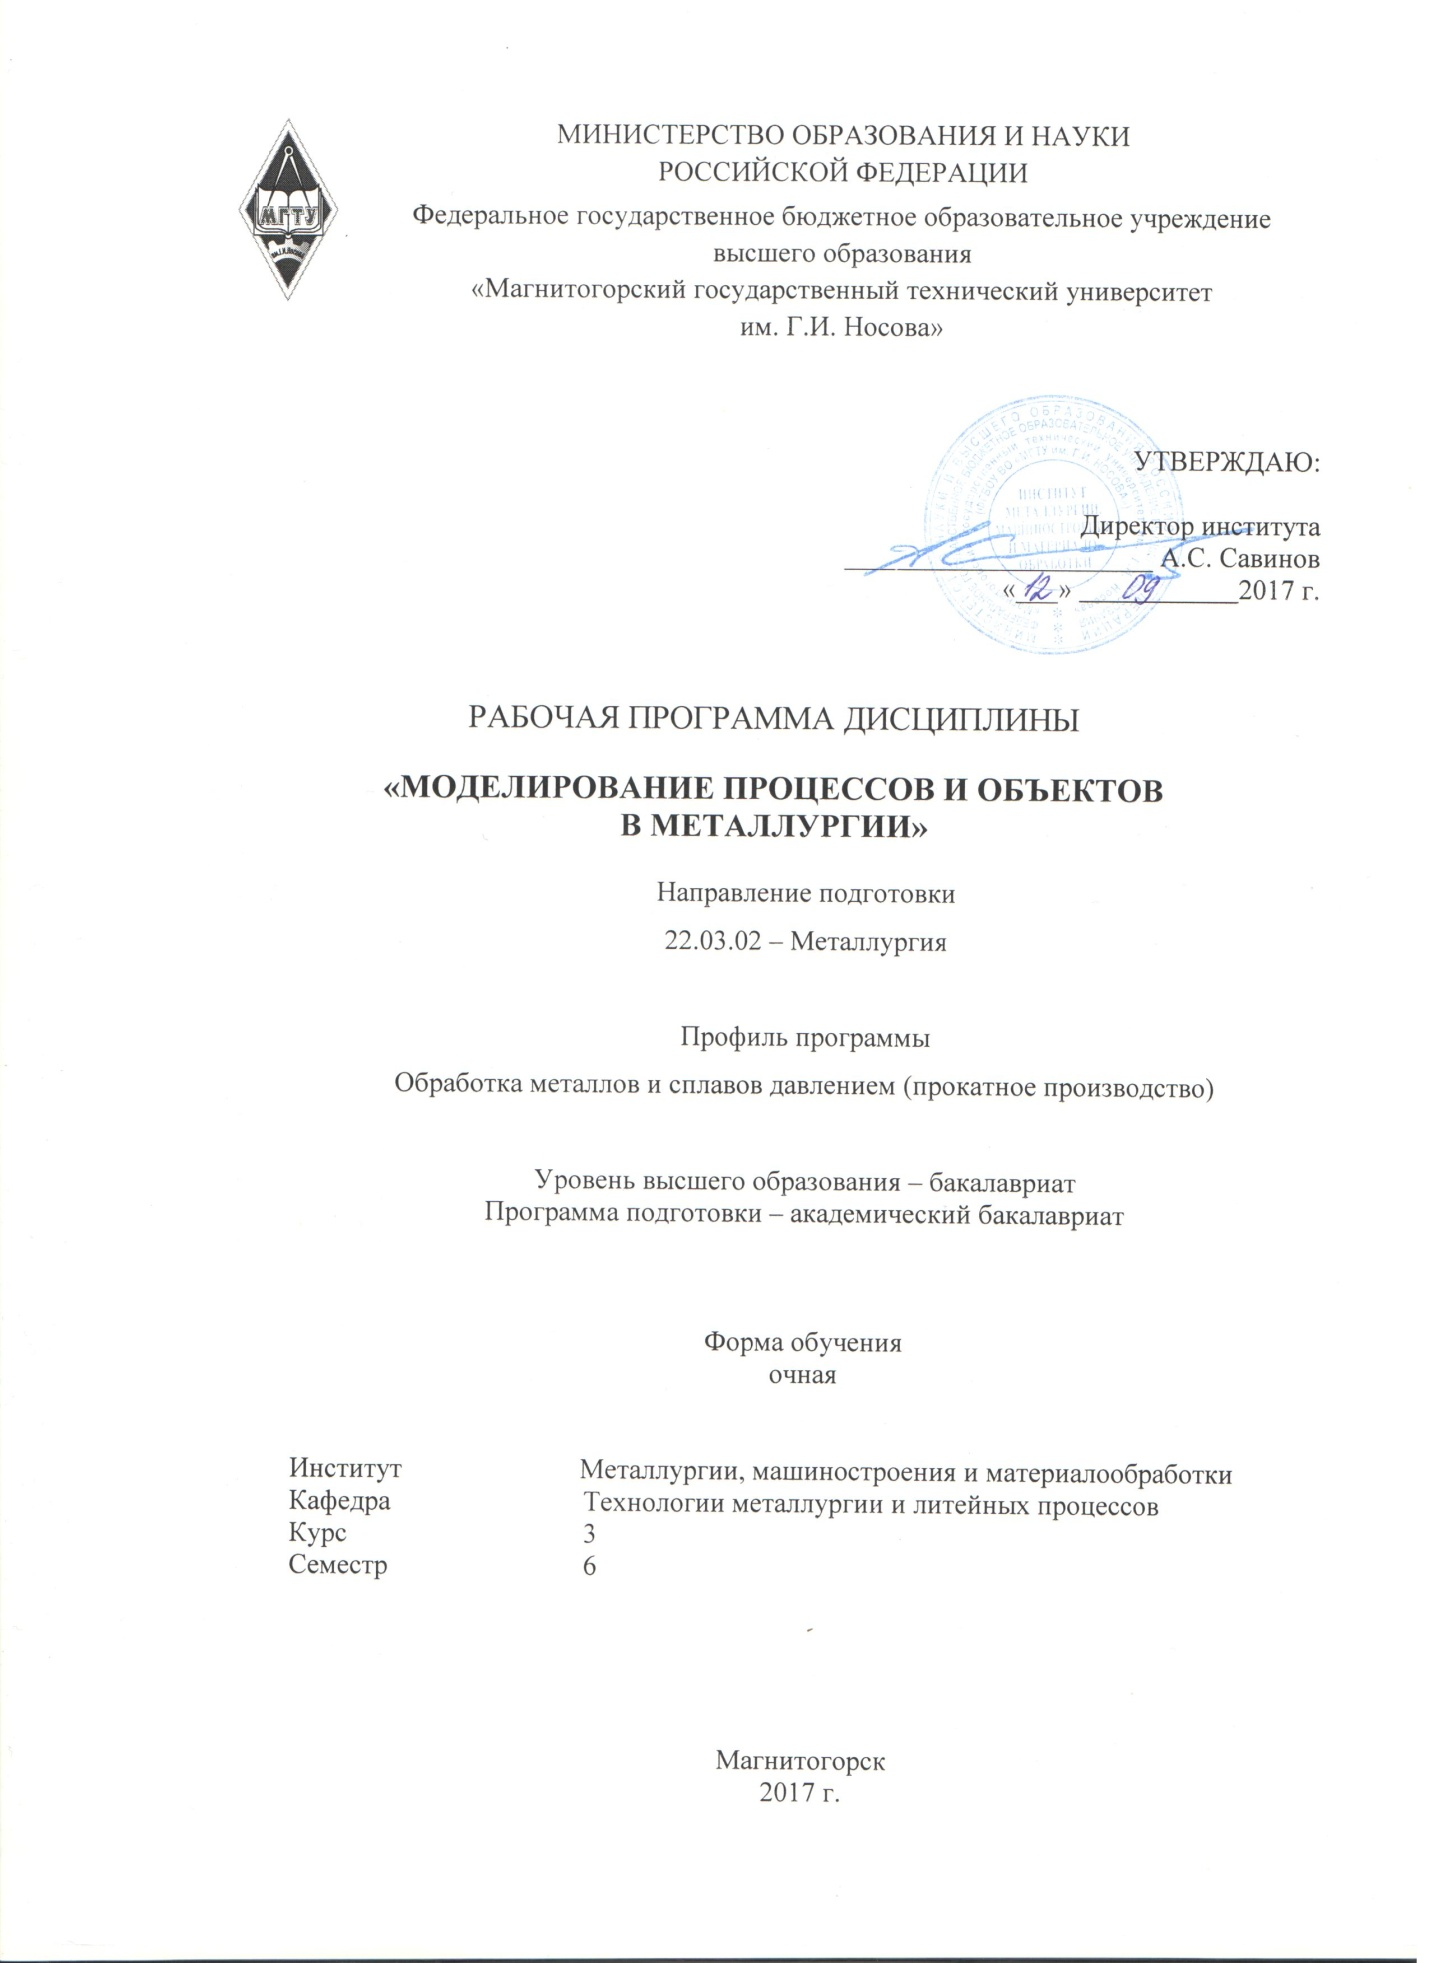 МИНИСТЕРСТВО ОБРАЗОВАНИЯ И НАУКИ
РОССИЙСКОЙ ФЕДЕРАЦИИ
Федеральное государственное бюджетное образовательное учреждение
высшего образования
«Магнитогорский государственный технический университет
им. Г.И. Носова»
МГТУ
УТВЕРЖДАЮ:
Директор института
А.С. Савинов
«12» 09 2017 г.
ИНСТИТУТ
МЕТАЛЛУРГИИ,
ОБРАБОТКИ
РАБОЧАЯ ПРОГРАММА ДИСЦИПЛИНЫ
«МОДЕЛИРОВАНИЕ ПРОЦЕССОВ И ОБЪЕКТОВ
В МЕТАЛЛУРГИИ»
Направление подготовки
22.03.02 – Металлургия
Профиль программы
Обработка металлов и сплавов давлением (прокатное производство)
Уровень высшего образования – бакалавриат
Программа подготовки – академический бакалавриат
Форма обучения
очная
Институт Металлургии, машиностроения и материалообработки
Кафедра Технологии металлургии и литейных процессов
Курс 3
Семестр 6
Магнитогорск
2017 г.